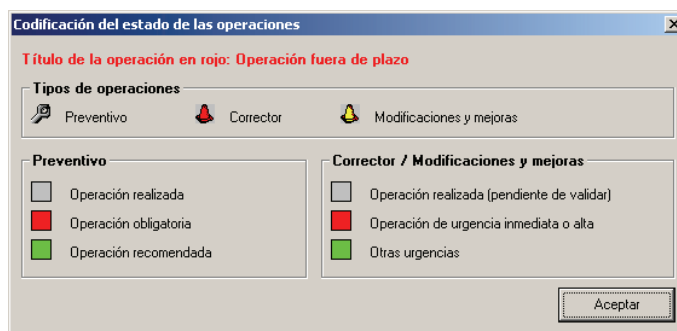 Codificación del estado de las operaciones
Título de la operación en rojo: Operación fuera de plazo
Tipos de operaciones
Preventivo
Corrector
Modificaciones y mejoras
Preventivo
Operación realizada
Operación obligatoria
Operación recomendada
Corrector / Modificaciones y mejoras
Operación realizada (pendiente de validar)
Operación de urgencia inmediata o alta
Otras urgencias
Aceptar